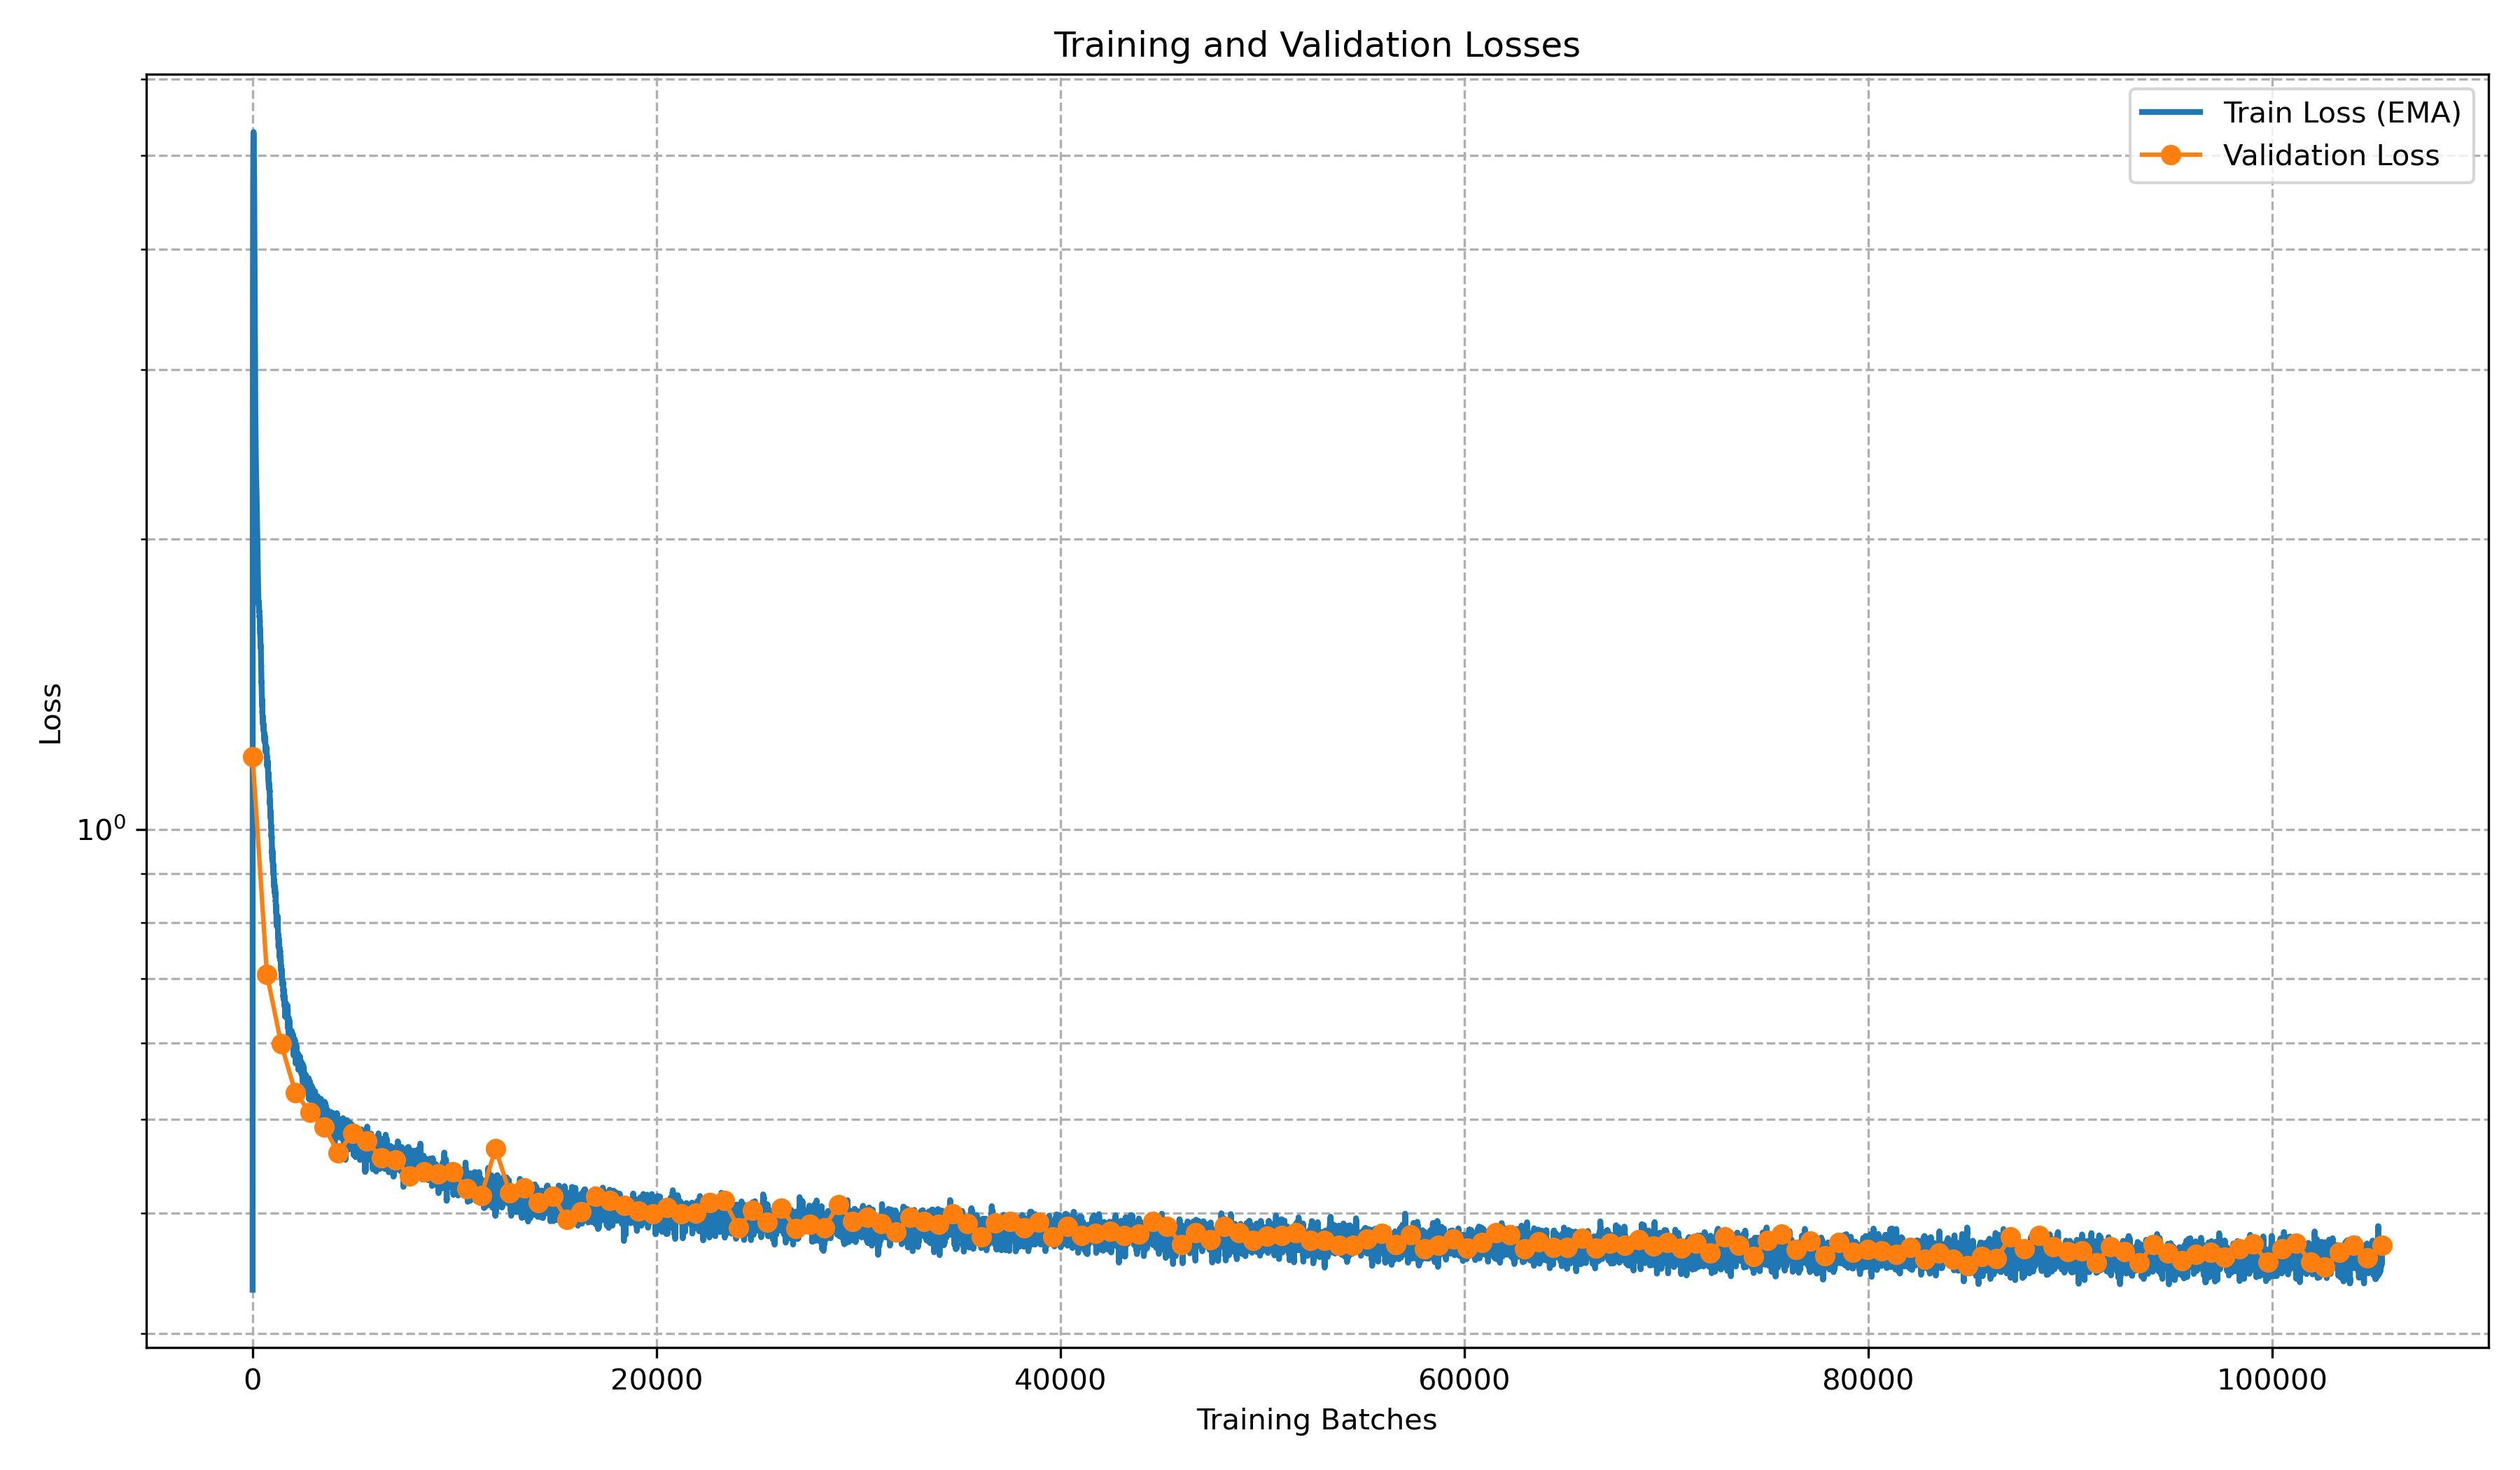 Training and Validation Losses
Train Loss (EMA)
Validation Loss
Loss
10⁰
0 20000 40000 60000 80000 100000
Training Batches